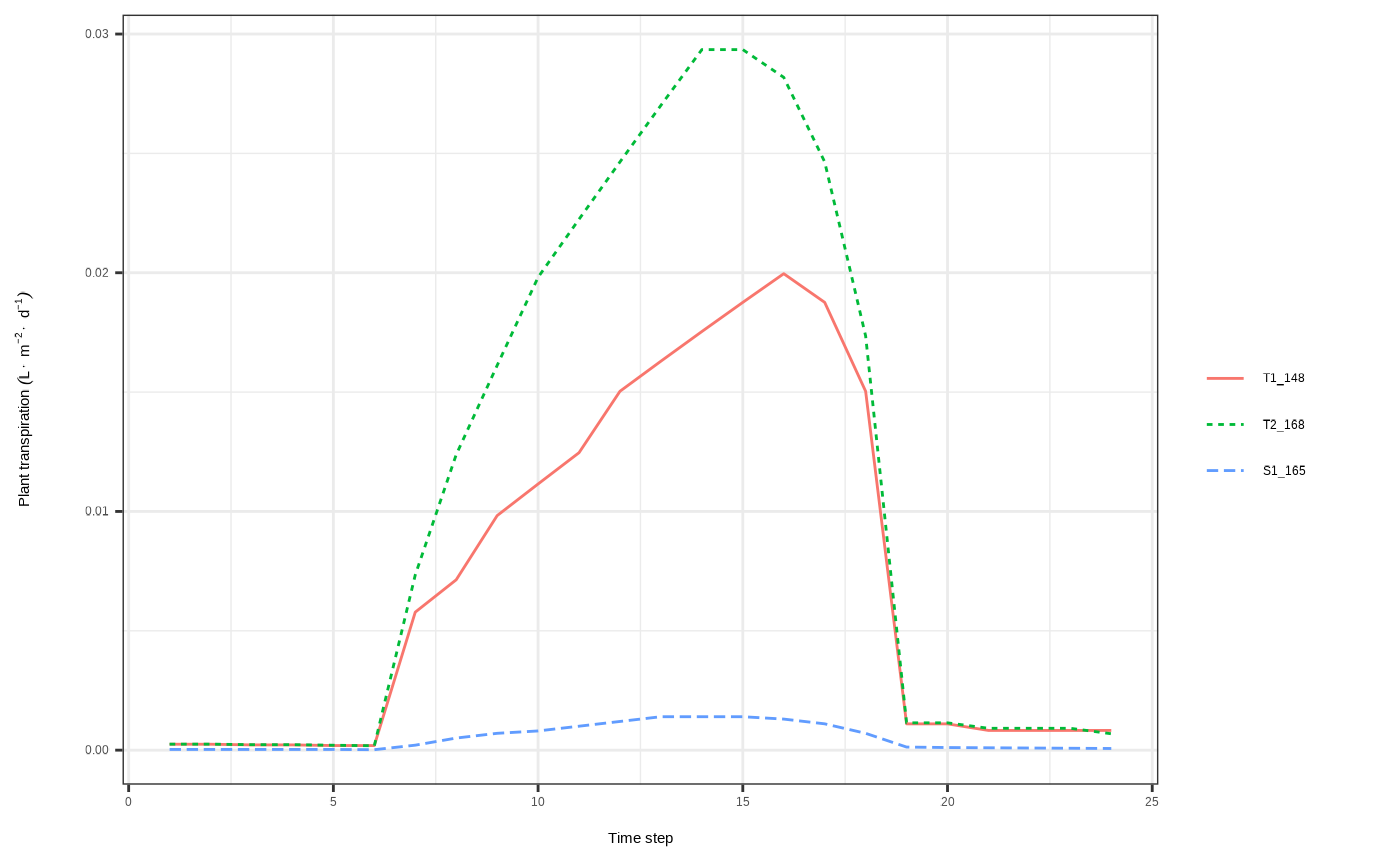 0.03
0.02
0.01
0.00
0
5
10
15
20
25
Time step
Plant transpiration (L · m⁻² · d⁻¹)
T1_148
T2_168
S1_165